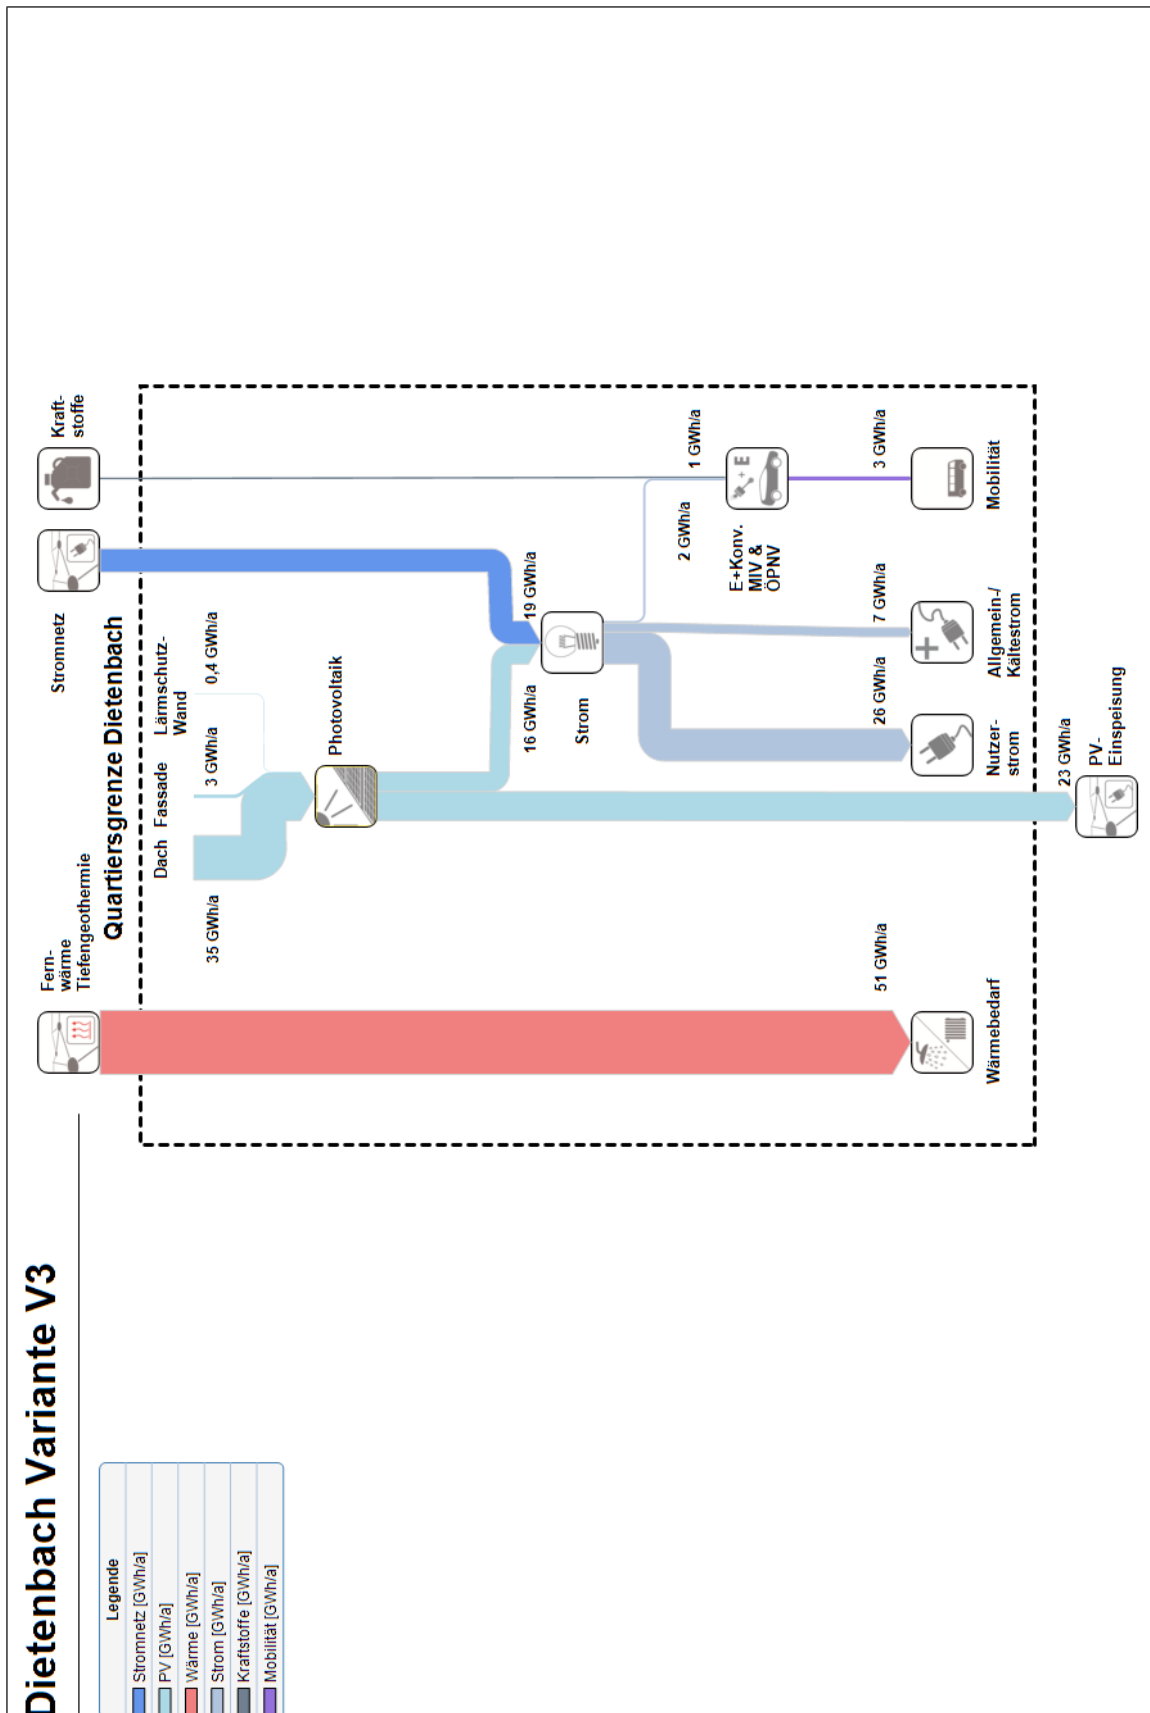 Dietenbach Variante V3
Legende
Stromnetz [GWh/a]
PV [GWh/a]
Wärme [GWh/a]
Strom [GWh/a]
Kraftstoffe [GWh/a]
Mobilität [GWh/a]
Fern-
wärme
Tiefengeothermie
Stromnetz
Kraft-
stoffe
Quartiersgrenze Dietenbach
Dach
Fassade
Lärmschutz-
Wand
35 GWh/a
3 GWh/a
0,4 GWh/a
Photovoltaik
16 GWh/a
19 GWh/a
Strom
2 GWh/a
1 GWh/a
E+Konv.
MIV &
ÖPNV
E + E
51 GWh/a
26 GWh/a
7 GWh/a
3 GWh/a
Wärmebedarf
Nutzer-
strom
Allgemein-/
Kältestrom
Mobilität
23 GWh/a
PV-
Einspeisung